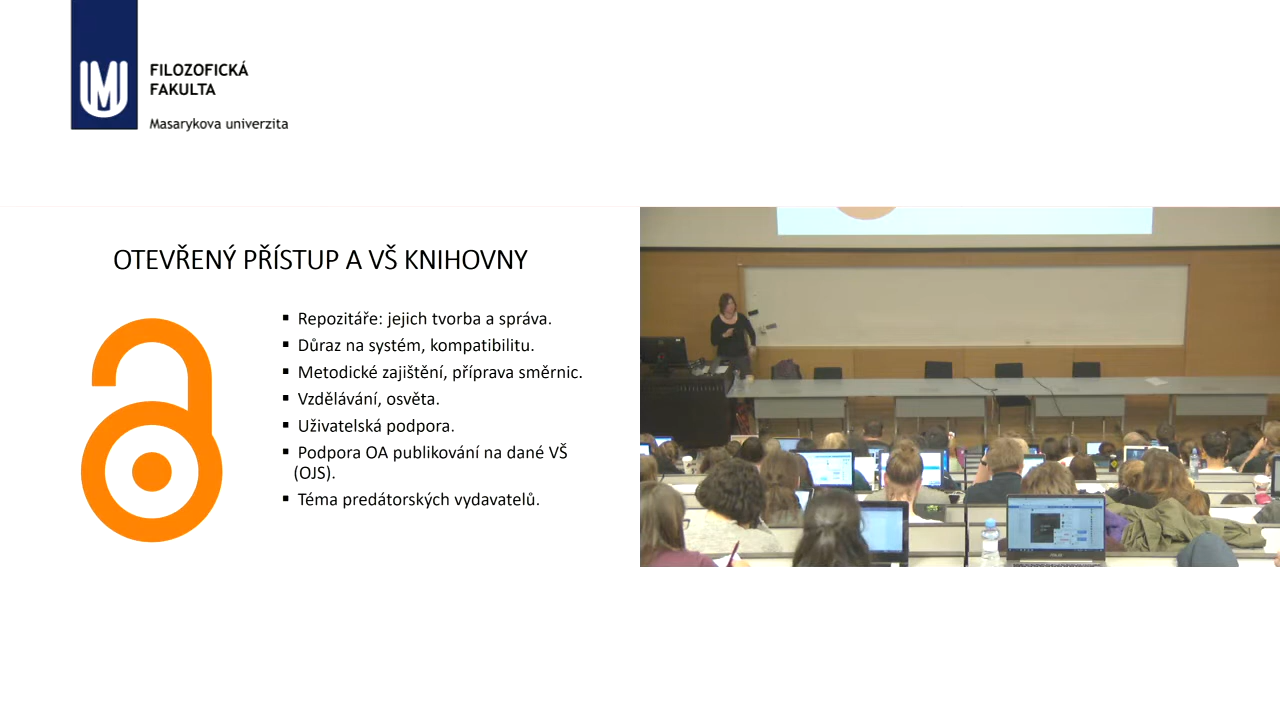 FILOZOFICKÁ
FAKULTA
Masarykova univerzita
OTEVŘENÝ PŘÍSTUP A VŠ KNIHOVNY
▪ Repozitáře: jejich tvorba a správa.
▪ Důraz na systém, kompatibilitu.
▪ Metodické zajištění, příprava směrnic.
▪ Vzdělávání, osvěta.
▪ Uživatelská podpora.
▪ Podpora OA publikování na dané VŠ
(OJS).
▪ Téma predátorských vydavatelů.
ASUS